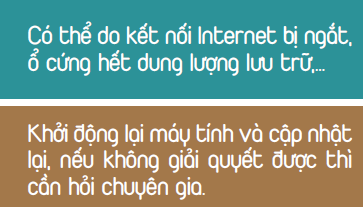 Có thể do kết nối Internet bị ngắt,
ổ cứng hết dung lượng lưu trữ,...
Khởi động lại máy tính và cập nhật
lại, nếu không giải quyết được thì
cần hỏi chuyên gia.